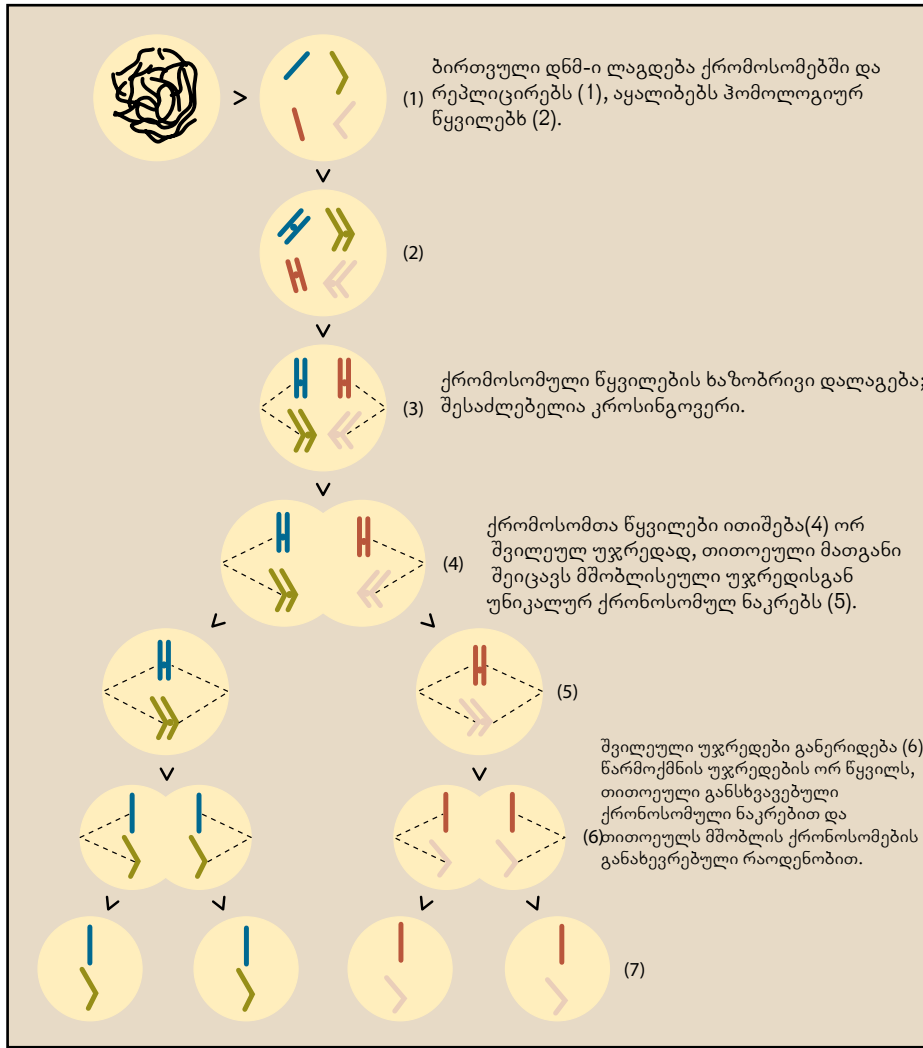 ბირთვული დნმ-ი ლაგდება ქრომოსომებში და
(1) რეპლიცირებს (1), აყალიბებს ჰომოლოგიურ
წყვილებს (2).
(2)
ქრომოსომული წყვილების ხაზობრივი დალაგება;
(3) შესაძლებელია კროსინგოვერი.
ქრომოსომთა წყვილები ითიშება(4) ორ
შვილეულ უჯრედად, თითოეული მათგანი
(4) შეიცავს მშობლისეული უჯრედისგან
უნიკალურ ქრონოსომულ ნაკრებს (5).
(5)
შვილეული უჯრედები განერიდება (6)
წარმოქმნის უჯრედების ორ წყვილს,
თითოეული განსხვავებული
ქრონოსომული ნაკრებით და
(6) თითოეულს მშობლის ქრონოსომების
განახევრებული რაოდენობით.
(7)